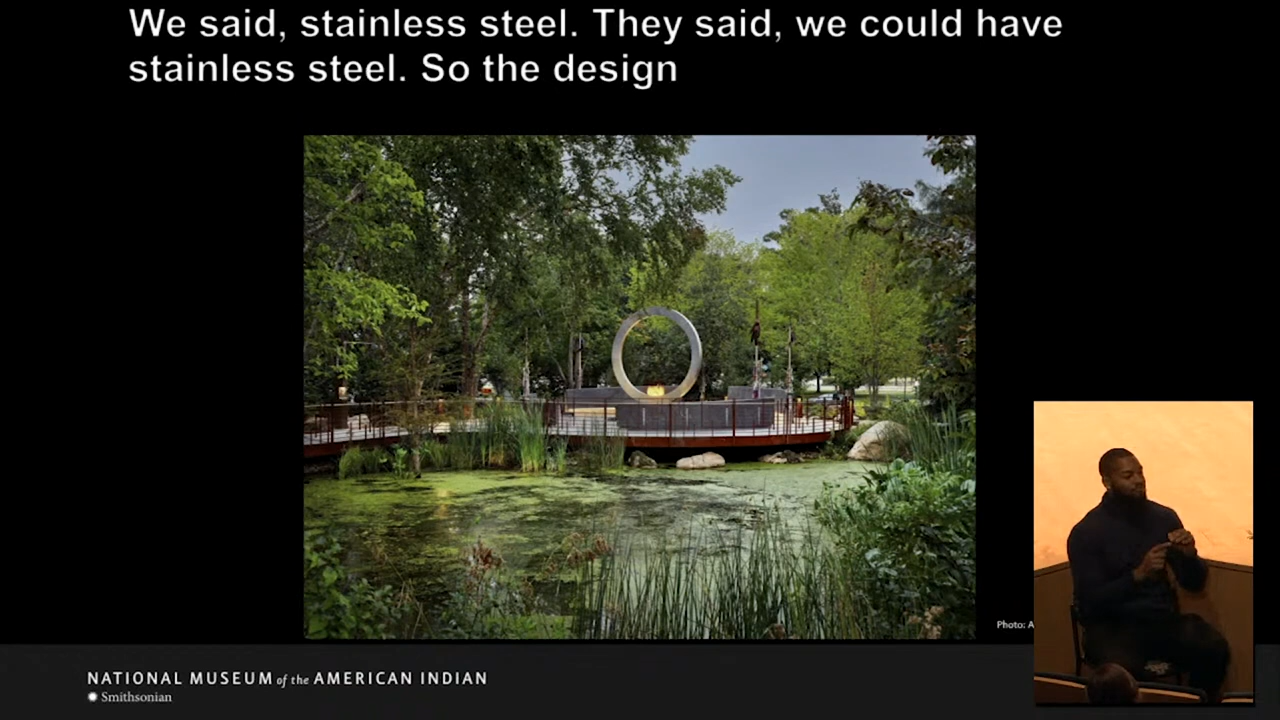 We said, stainless steel. They said, we could have
stainless steel. So the design
Photo: A
NATIONAL MUSEUM of the AMERICAN INDIAN
Smithsonian